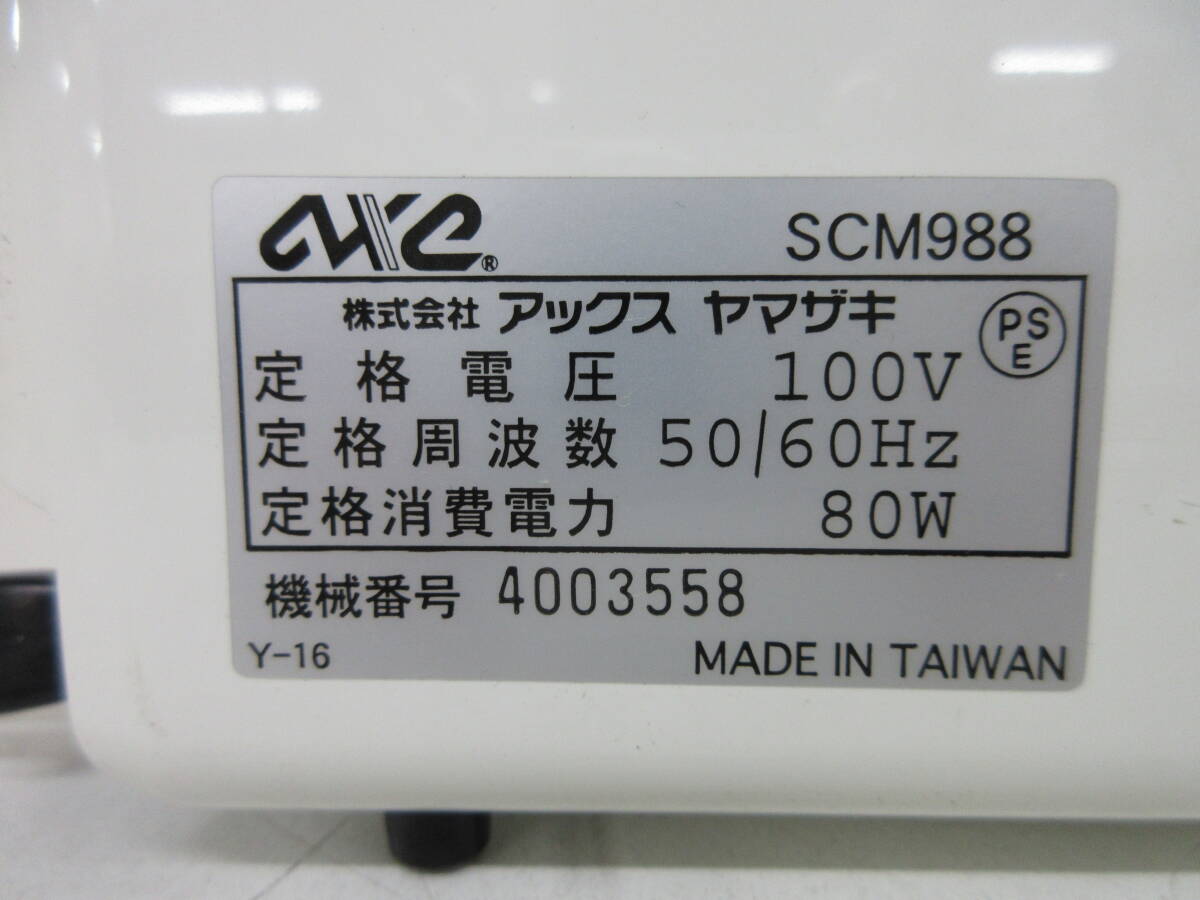 AXE® SCM988
株式会社 アックス ヤマザキ PSE
定格電圧 100V
定格周波数 50/60Hz
定格消費電力 80W
機械番号 4003558
Y-16 MADE IN TAIWAN